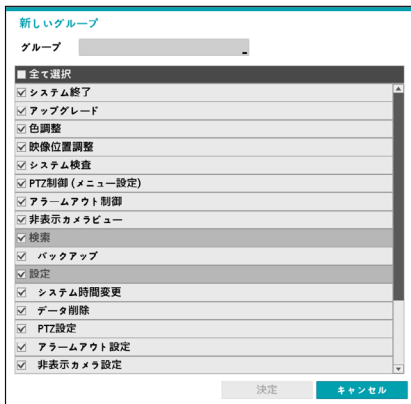 新しいグループ
グループ
全て選択
システム終了
アップグレード
色調整
映像位置調整
システム検査
PTZ制御 (メニュー設定)
アラームアウト制御
非表示カメラビュー
検索
バックアップ
設定
システム時間変更
データ削除
PTZ設定
アラームアウト設定
非表示カメラ設定
決定 キャンセル